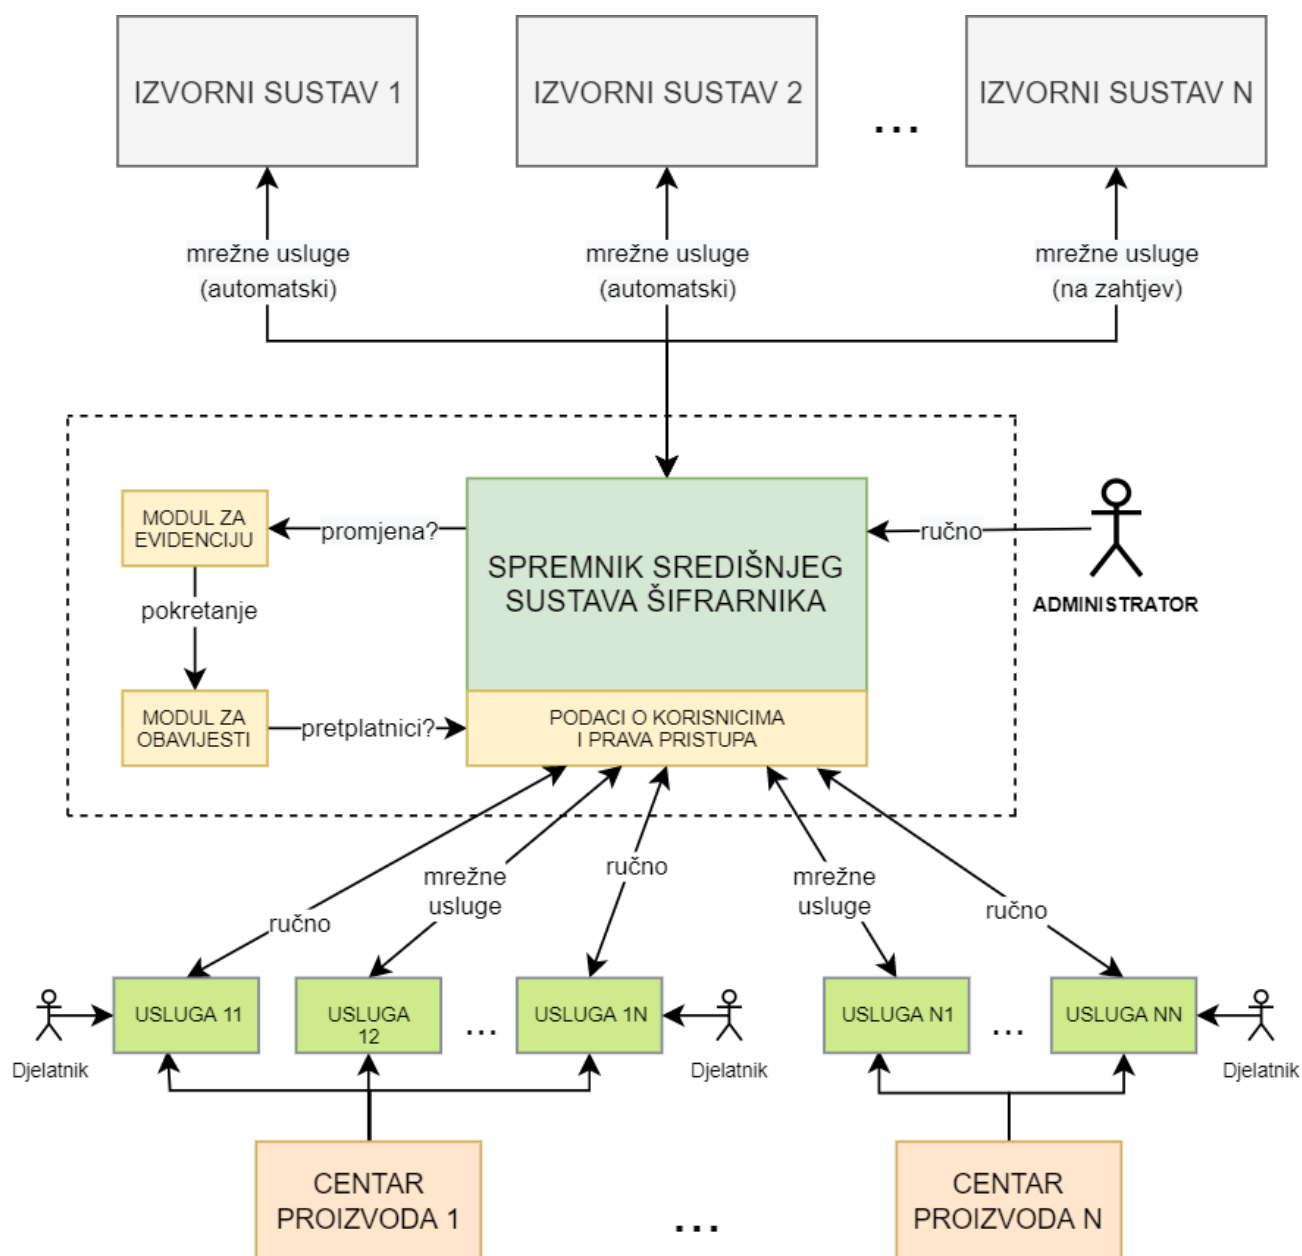 IZVORNI SUSTAV 1
IZVORNI SUSTAV 2
...
IZVORNI SUSTAV N
mrežne usluge
(automatski)
mrežne usluge
(automatski)
mrežne usluge
(na zahtjev)
MODUL ZA
EVIDENCIJU
promjena?
SPREMNIK SREDIŠNJEG
SUSTAVA ŠIFRARNIKA
ručno
ADMINISTRATOR
pokretanje
MODUL ZA
OBAVIJESTI
pretplatnici?
PODACI O KORISNICIMA
I PRAVA PRISTUPA
ručno
mrežne
usluge
ručno
mrežne
usluge
ručno
Djelatnik
USLUGA 11
USLUGA
12
...
USLUGA 1N
Djelatnik
USLUGA N1
...
USLUGA NN
Djelatnik
CENTAR
PROIZVODA 1
...
CENTAR
PROIZVODA N